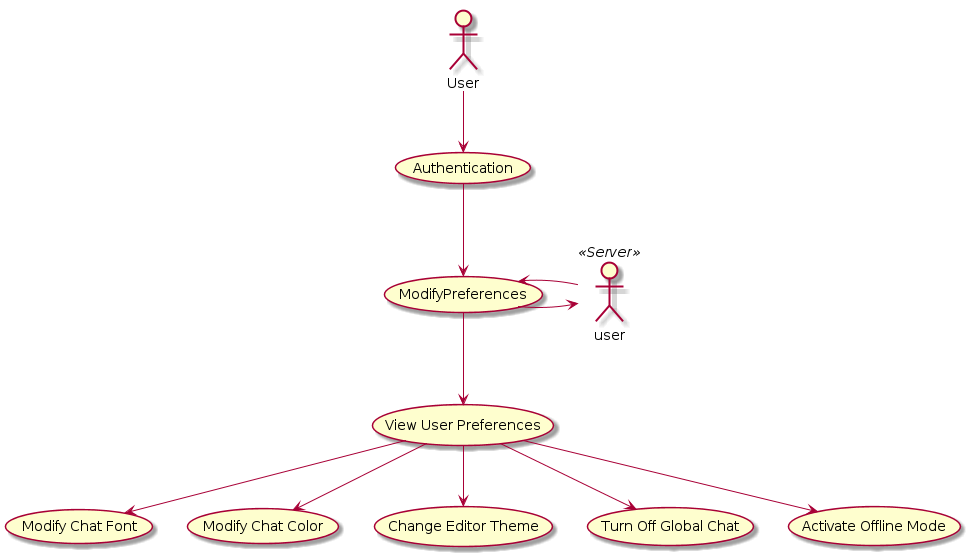 User
Authentication
«Server»
ModifyPreferences
user
View User Preferences
Modify Chat Font
Modify Chat Color
Change Editor Theme
Turn Off Global Chat
Activate Offline Mode